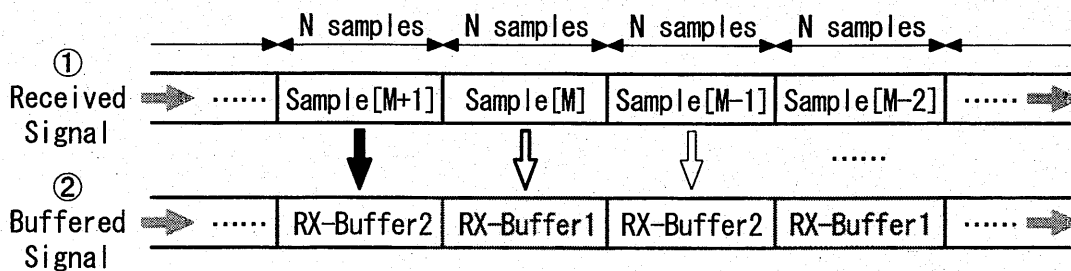 N samples N samples N samples N samples
①
Received
Signal
...... Sample[M+1] Sample[M] Sample[M-1] Sample[M-2] ......
......
②
Buffered
Signal
...... RX-Buffer2 RX-Buffer1 RX-Buffer2 RX-Buffer1 ......